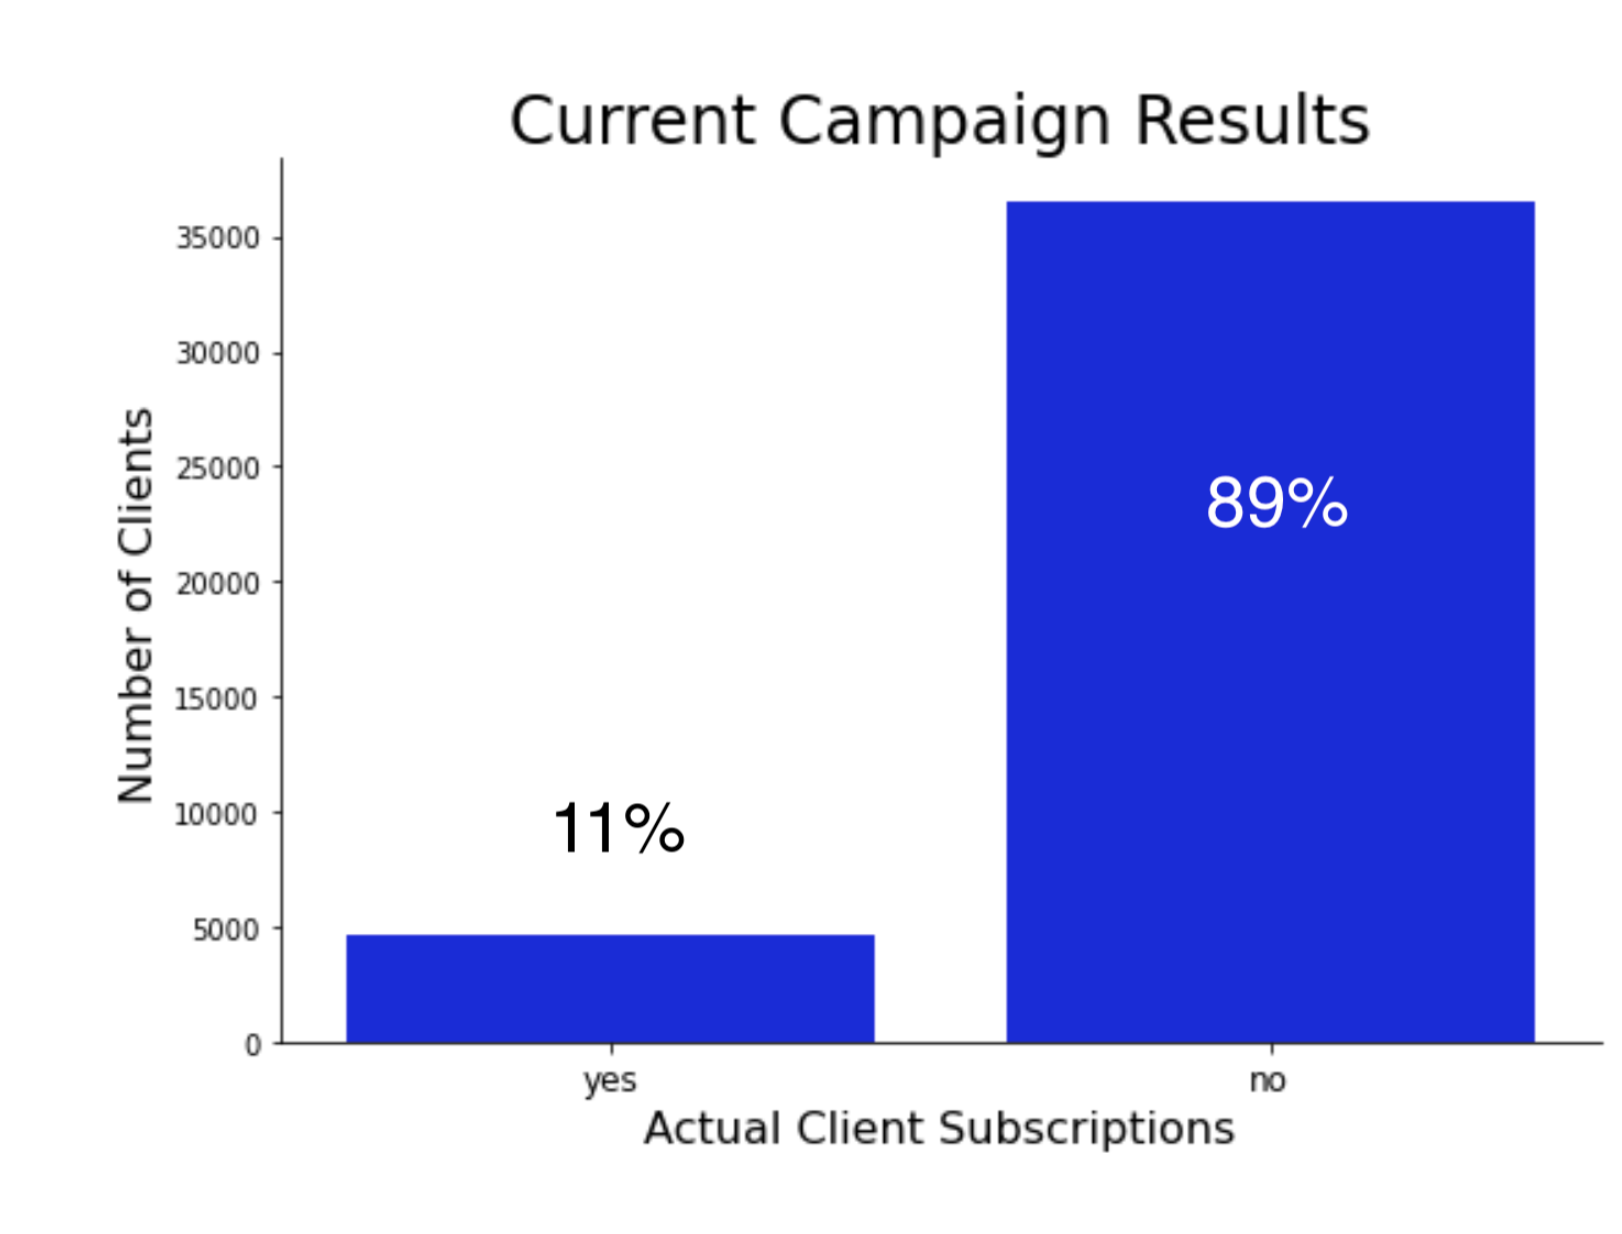 Current Campaign Results
Number of Clients
35000
30000
25000
20000
15000
10000
5000
0
11%
89%
yes
no
Actual Client Subscriptions